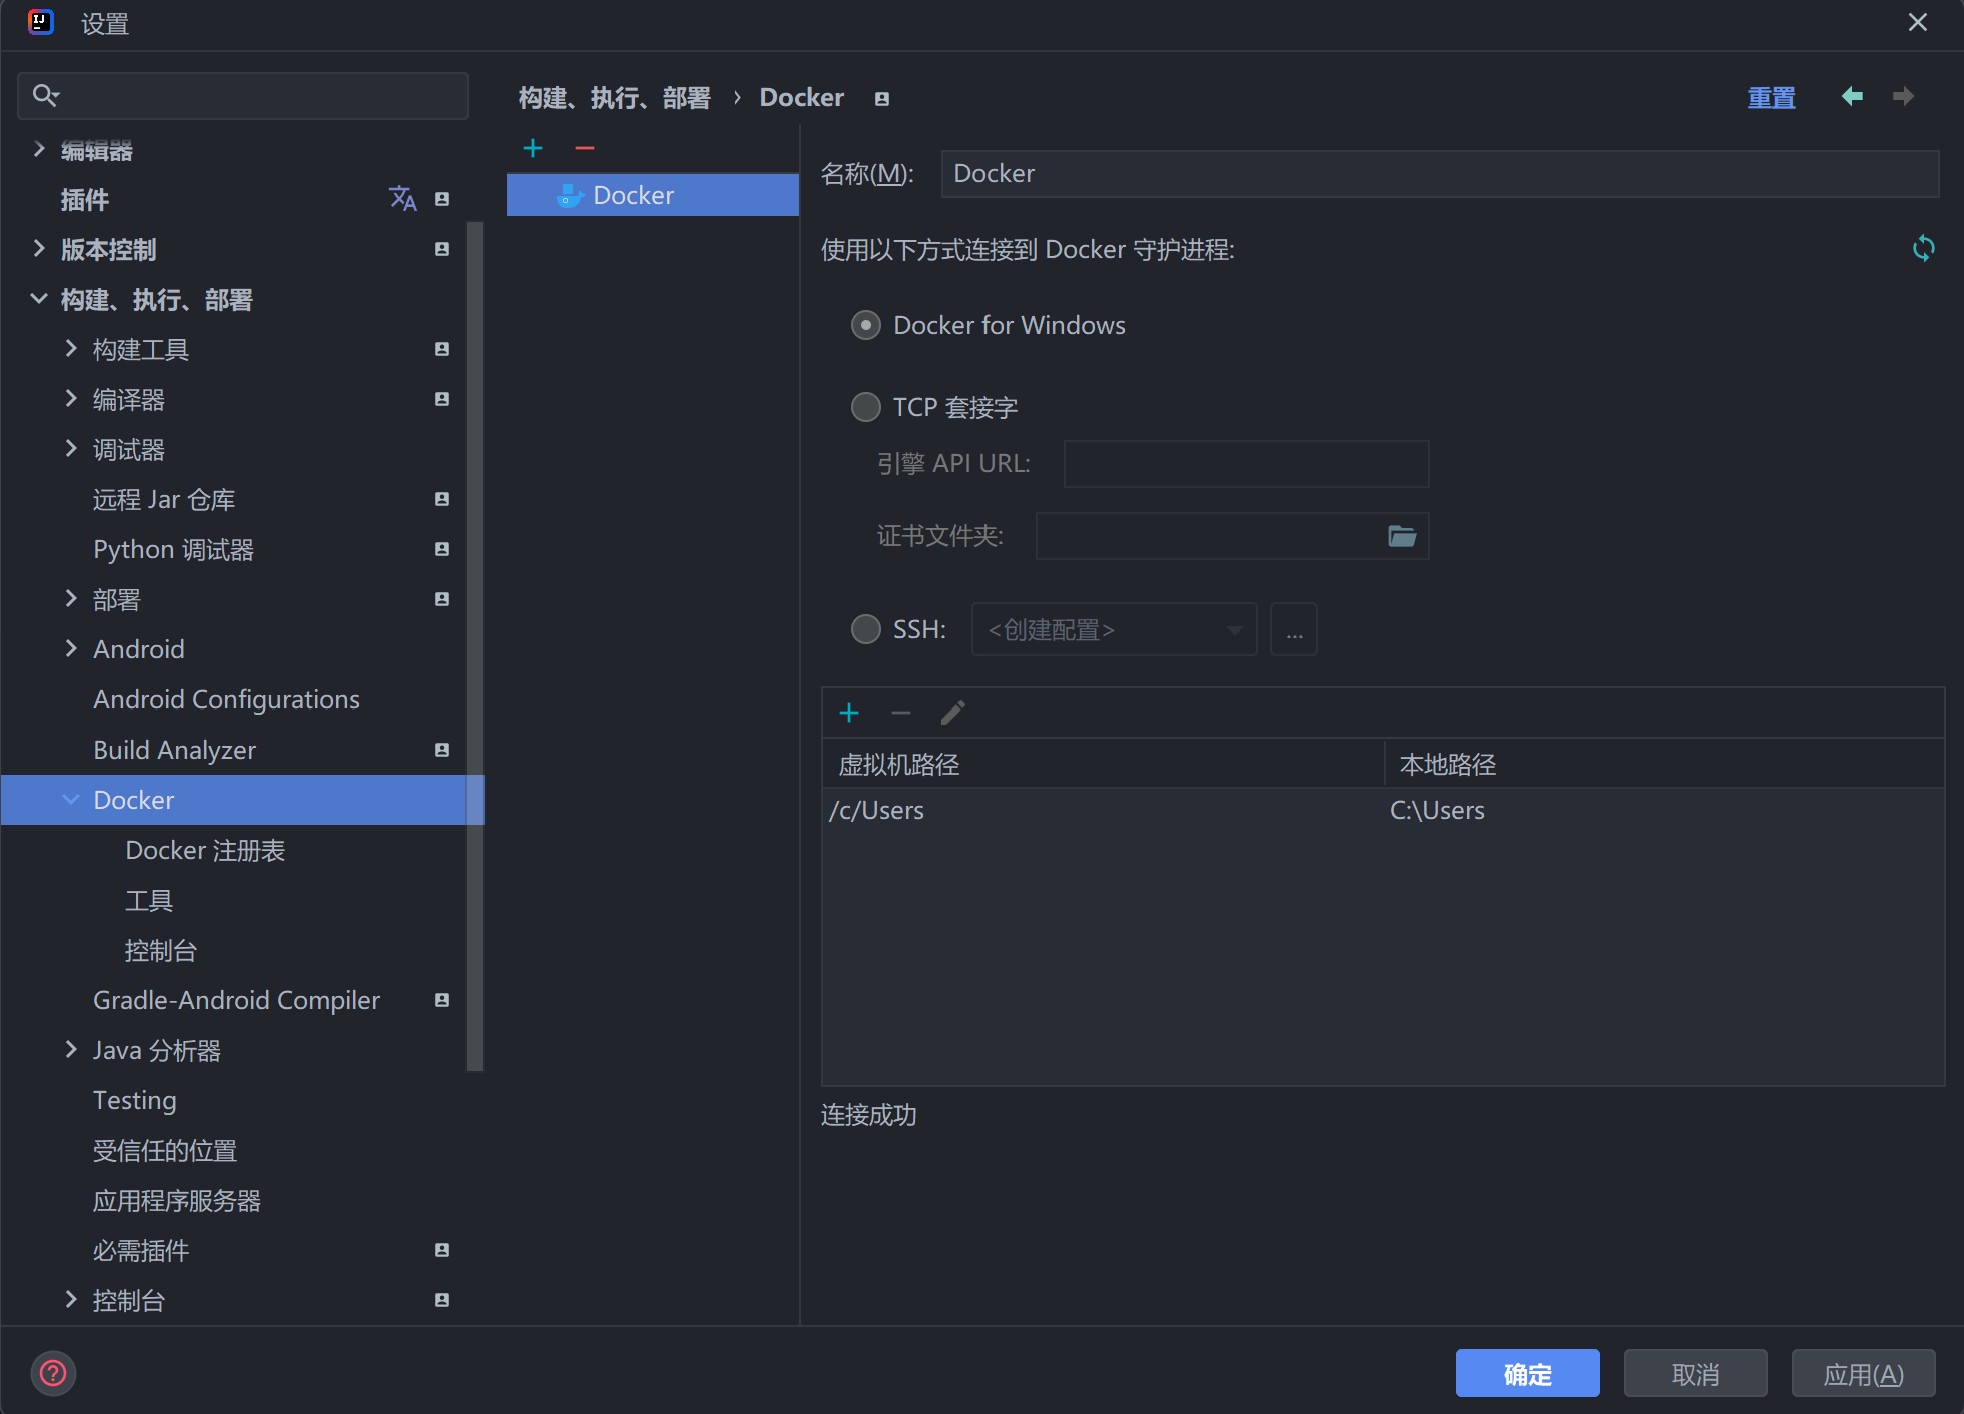 设置
编辑器
插件
版本控制
构建、执行、部署
构建工具
编译器
调试器
远程 Jar 仓库
Python 调试器
部署
Android
Android Configurations
Build Analyzer
Docker
Docker 注册表
工具
控制台
Gradle-Android Compiler
Java 分析器
Testing
受信任的位置
应用程序服务器
必需插件
控制台
构建、执行、部署 › Docker
重置
Docker
名称(M): Docker
使用以下方式连接到 Docker 守护进程:
Docker for Windows
TCP 套接字
引擎 API URL:
证书文件夹:
SSH: <创建配置> ...
虚拟机路径 本地路径
/c/Users C:\Users
连接成功
确定 取消 应用(A)